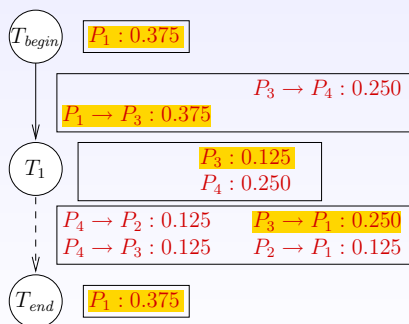 T_begin P_1 : 0.375
P_3 → P_4 : 0.250
P_1 → P_3 : 0.375
P_3 : 0.125
T_1
P_4 : 0.250
P_4 → P_2 : 0.125 P_3 → P_1 : 0.250
P_4 → P_3 : 0.125 P_2 → P_1 : 0.125
T_end P_1 : 0.375